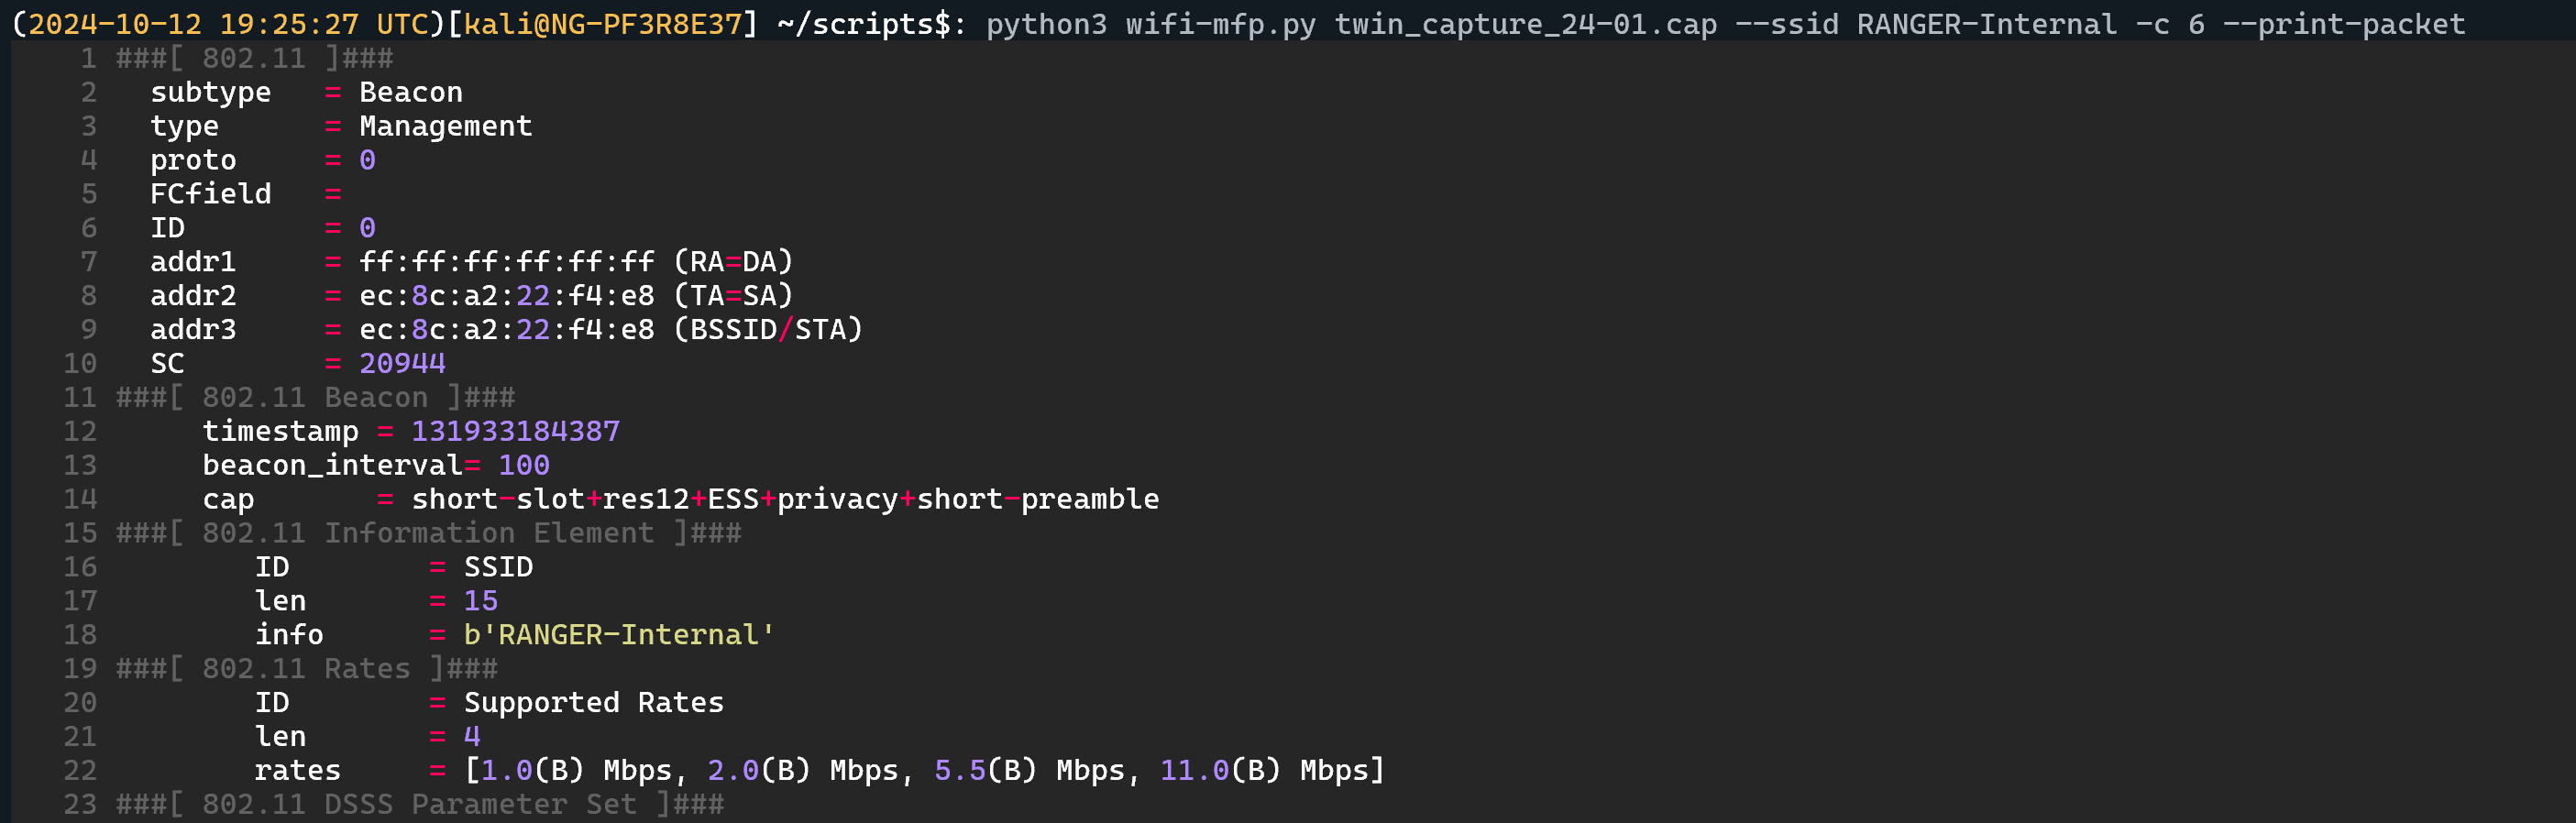 (2024-10-12 19:25:27 UTC)[kali@NG-PF3R8E37] ~/scripts$: python3 wifi-mfp.py twin_capture_24-01.cap --ssid RANGER-Internal -c 6 --print-packet
1 ###[ 802.11 ]###
2   subtype   = Beacon
3   type      = Management
4   proto     = 0
5   FCfield   =
6   ID        = 0
7   addr1     = ff:ff:ff:ff:ff:ff (RA=DA)
8   addr2     = ec:8c:a2:22:f4:e8 (TA=SA)
9   addr3     = ec:8c:a2:22:f4:e8 (BSSID/STA)
10   SC        = 20944
11 ###[ 802.11 Beacon ]###
12      timestamp = 131933184387
13      beacon_interval= 100
14      cap       = short-slot+res12+ESS+privacy+short-preamble
15 ###[ 802.11 Information Element ]###
16         ID        = SSID
17         len       = 15
18         info      = b'RANGER-Internal'
19 ###[ 802.11 Rates ]###
20         ID        = Supported Rates
21         len       = 4
22         rates     = [1.0(B) Mbps, 2.0(B) Mbps, 5.5(B) Mbps, 11.0(B) Mbps]
23 ###[ 802.11 DSSS Parameter Set ]###